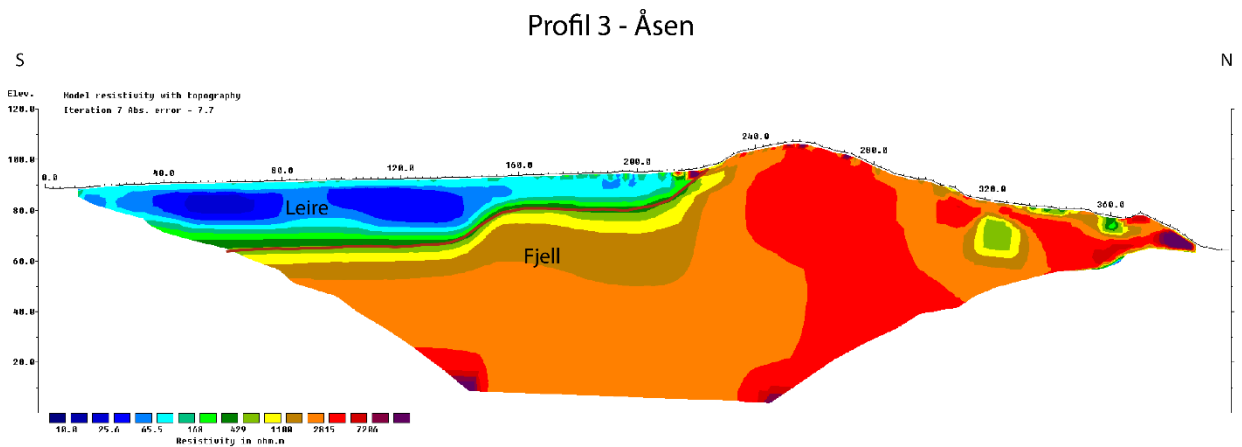 Profil 3 - Åsen
S
N
Elev.
Model resistivity with topography
Iteration 7 Abs. error - 7.7
120.0
100.0
80.0
60.0
40.0
20.0
0.0
40.0
80.0
120.0
160.0
200.0
240.0
280.0
320.0
360.0
Leire
Fjell
10.0 25.6 65.5 168 429 1100 2815 7206
Resistivity in ohm.m